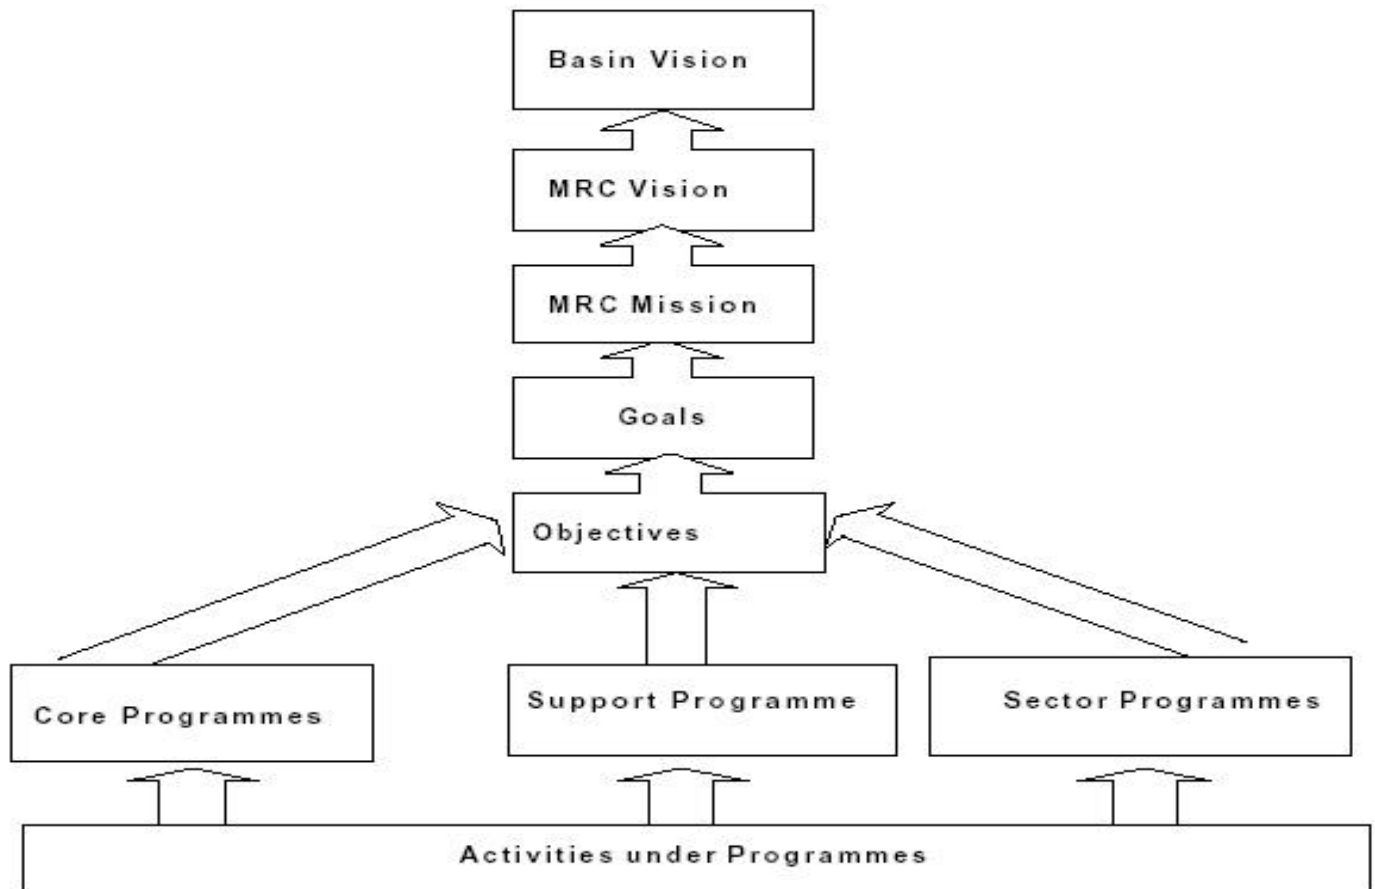 Basin Vision
MRC Vision
MRC Mission
Goals
Objectives
Core Programmes
Support Programme
Sector Programmes
Activities under Programmes